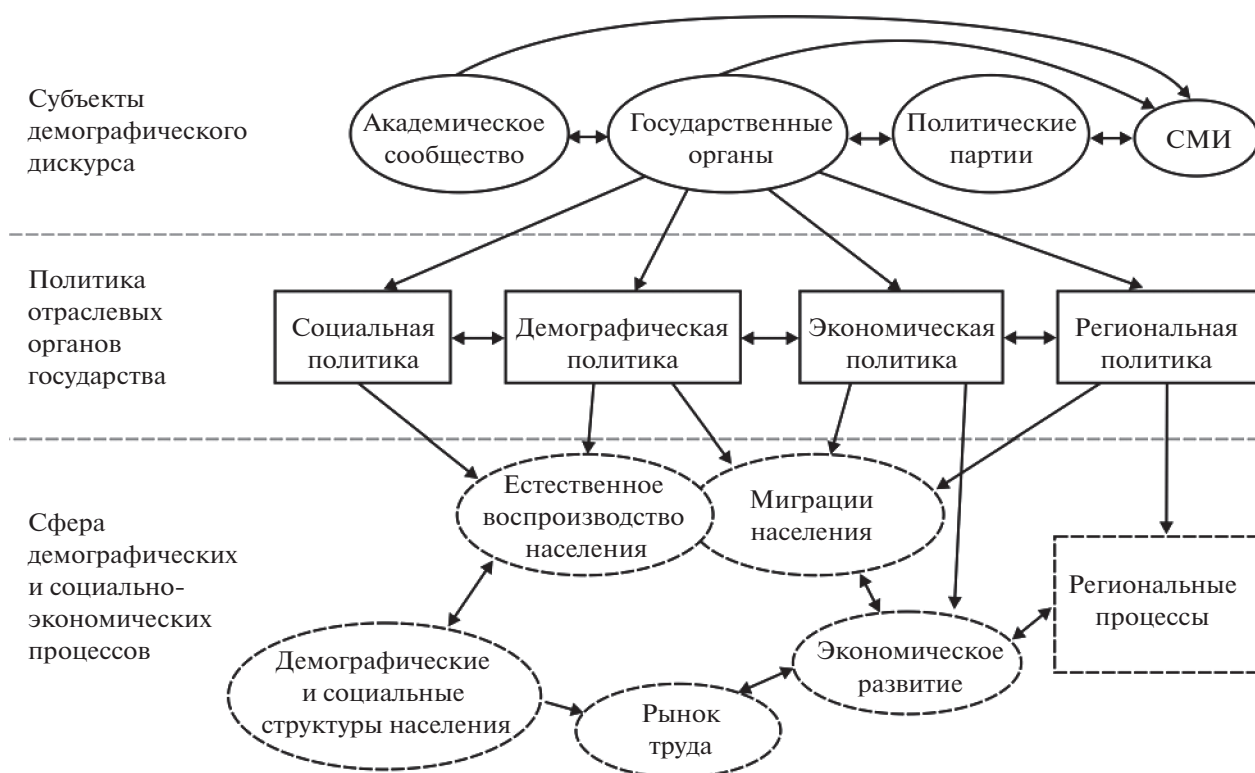 Субъекты
демографического
дискурса
Академическое
сообщество
Государственные
органы
Политические
партии
СМИ
Политика
отраслевых
органов
государства
Социальная
политика
Демографическая
политика
Экономическая
политика
Региональная
политика
Сфера
демографических
и социально-
экономических
процессов
Естественное
воспроизводство
населения
Миграции
населения
Региональные
процессы
Демографические
и социальные
структуры населения
Рынок
труда
Экономическое
развитие